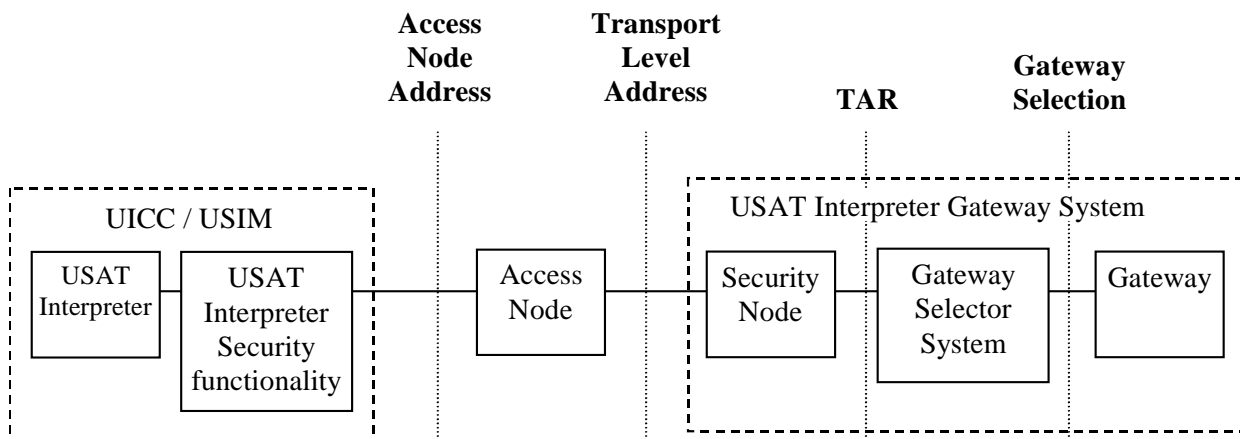 Access
Node
Address
Transport
Level
Address
TAR
Gateway
Selection
UICC / USIM
USAT Interpreter Gateway System
USAT
Interpreter
USAT
Interpreter
Security
functionality
Access
Node
Security
Node
Gateway
Selector
System
Gateway